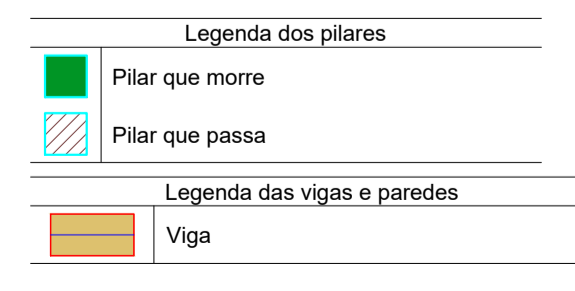 Legenda dos pilares
Pilar que morre
Pilar que passa
Legenda das vigas e paredes
Viga